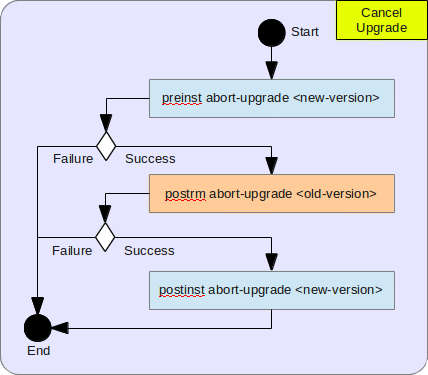 Cancel
Upgrade
Start
preinst abort-upgrade <new-version>
Failure
Success
postrm abort-upgrade <old-version>
Failure
Success
postinst abort-upgrade <new-version>
End